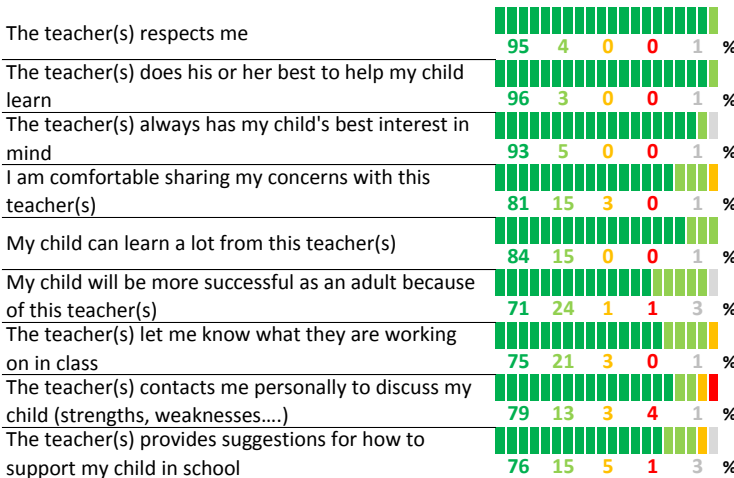 The teacher(s) respects me
95 4 0 0 1 %
The teacher(s) does his or her best to help my child
learn
96 3 0 0 1 %
The teacher(s) always has my child's best interest in
mind
93 5 0 0 1 %
I am comfortable sharing my concerns with this
teacher(s)
81 15 3 0 1 %
My child can learn a lot from this teacher(s)
84 15 0 0 1 %
My child will be more successful as an adult because
of this teacher(s)
71 24 1 1 3 %
The teacher(s) let me know what they are working
on in class
75 21 3 0 1 %
The teacher(s) contacts me personally to discuss my
child (strengths, weaknesses....)
79 13 3 4 1 %
The teacher(s) provides suggestions for how to
support my child in school
76 15 5 1 3 %